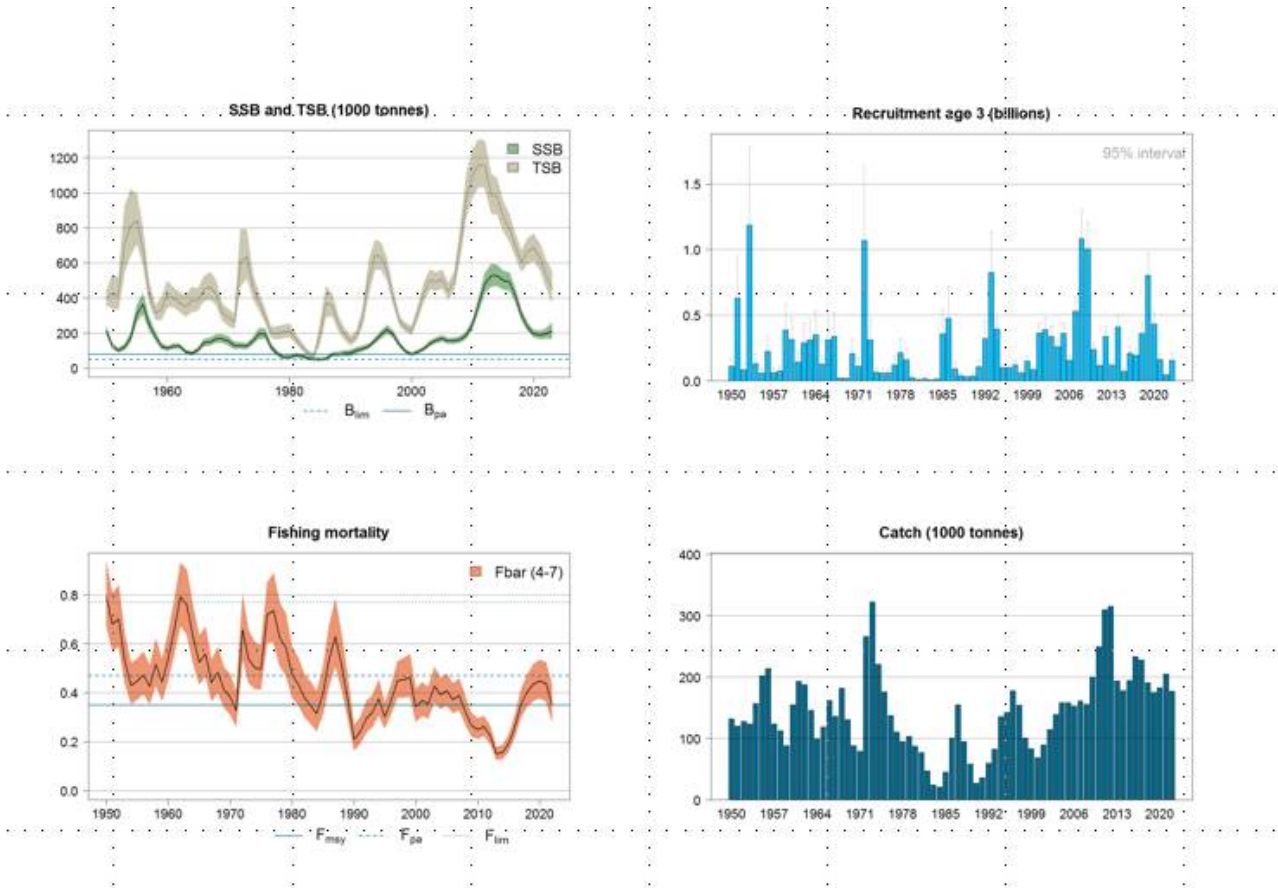 SSB and TSB (1000 tonnes)
SSB
TSB
1200
1000
800
600
400
200
0
1960 1980 2000 2020
Blim Bpa
Recruitment age 3 (billions)
95% interval
1.5
1.0
0.5
0.0
1950 1957 1964 1971 1978 1985 1992 1999 2006 2013 2020
Fishing mortality
Fbar (4-7)
0.8
0.6
0.4
0.2
0.0
1950 1960 1970 1980 1990 2000 2010 2020
Fmsy Fpa Flim
Catch (1000 tonnes)
400
300
200
100
0
1950 1957 1964 1971 1978 1985 1992 1999 2006 2013 2020